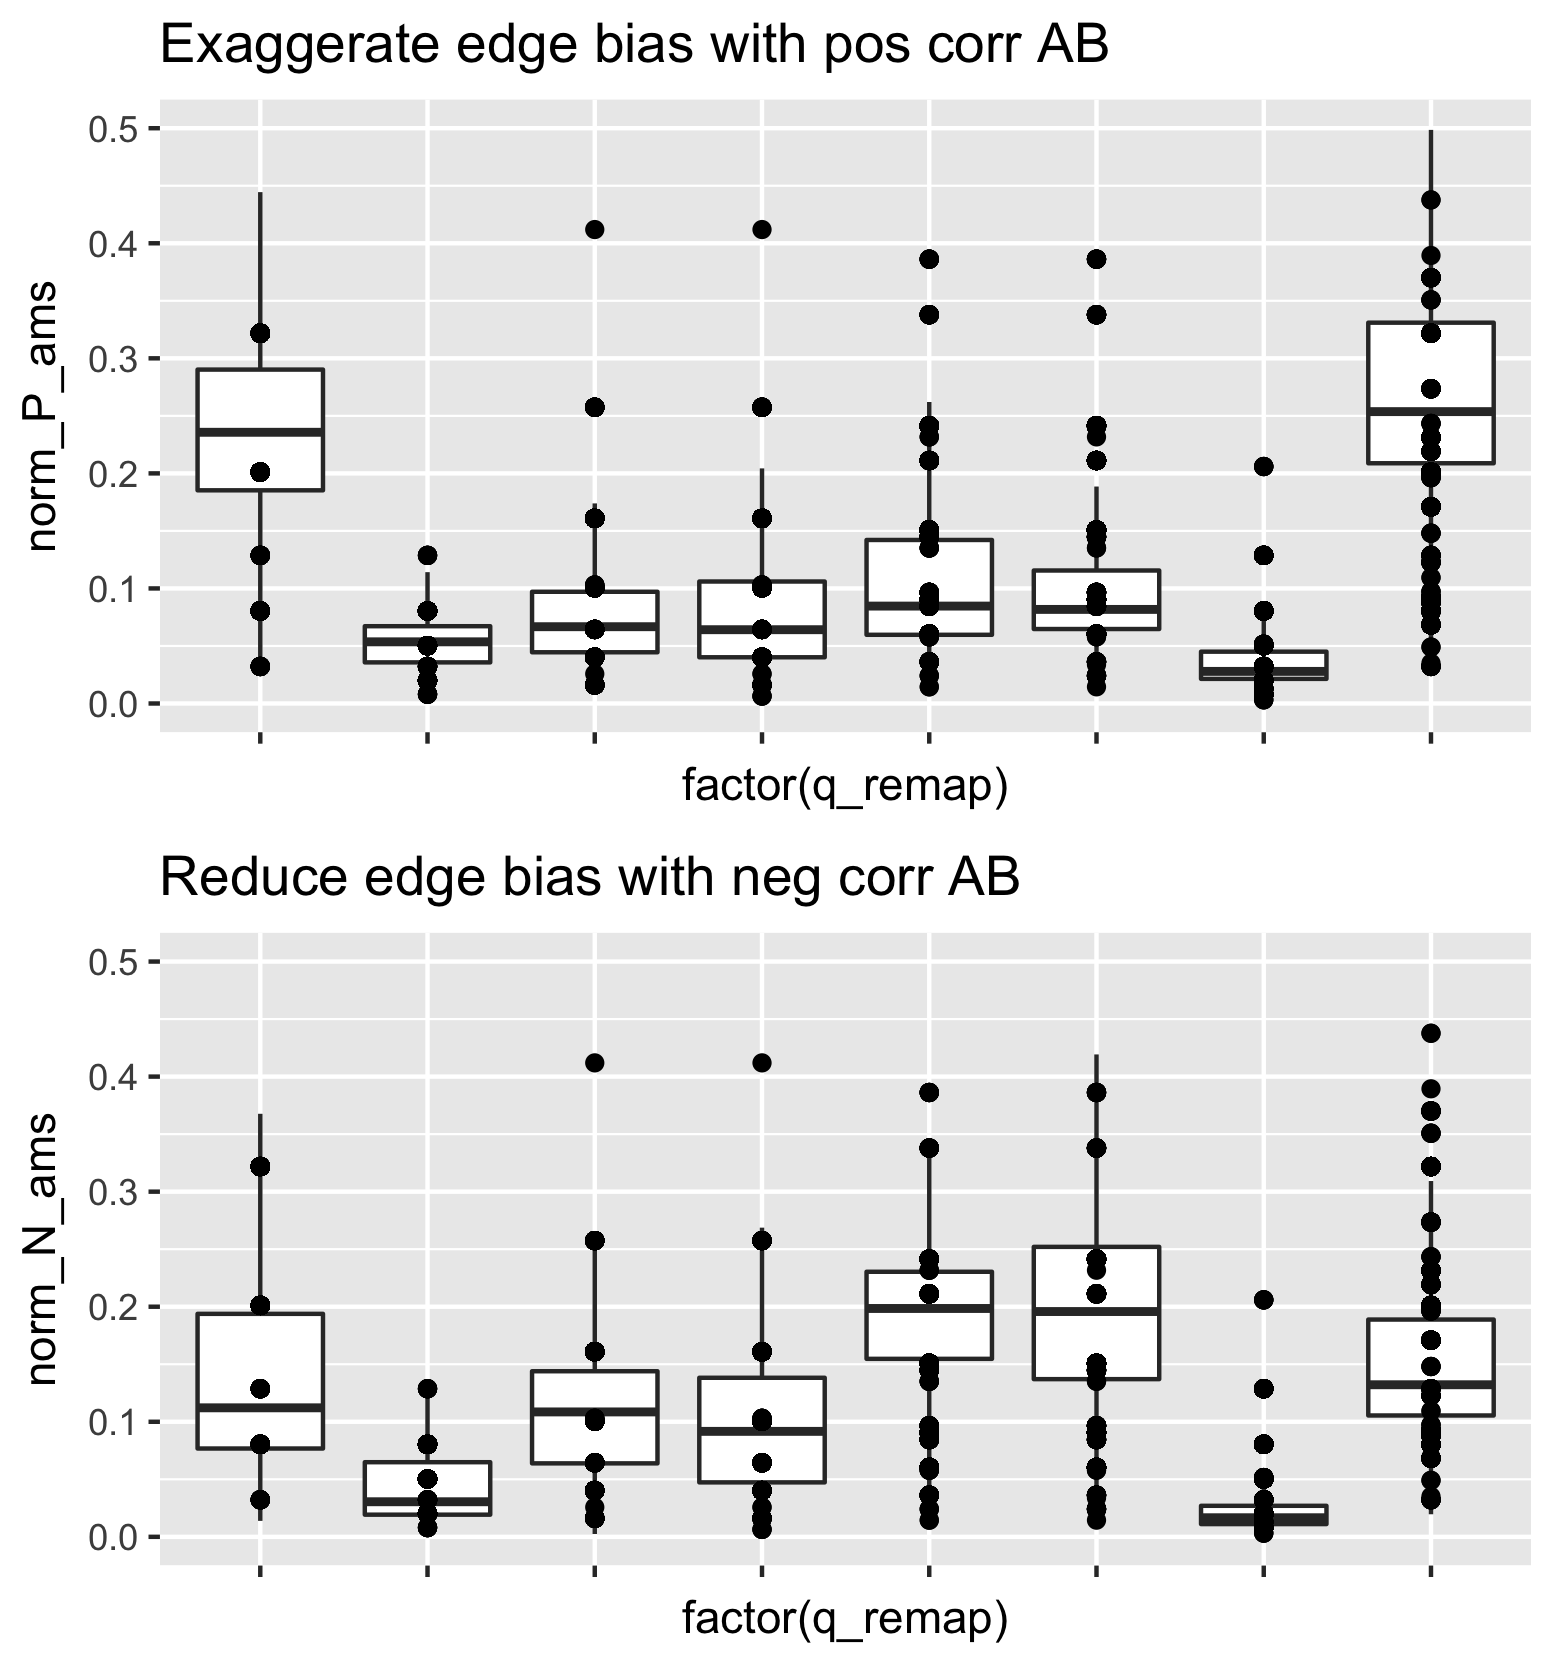 Exaggerate edge bias with pos corr AB
0.5
0.4
0.3
0.2
0.1
0.0
norm_P_ams
factor(q_remap)
Reduce edge bias with neg corr AB
0.5
0.4
0.3
0.2
0.1
0.0
norm_N_ams
factor(q_remap)